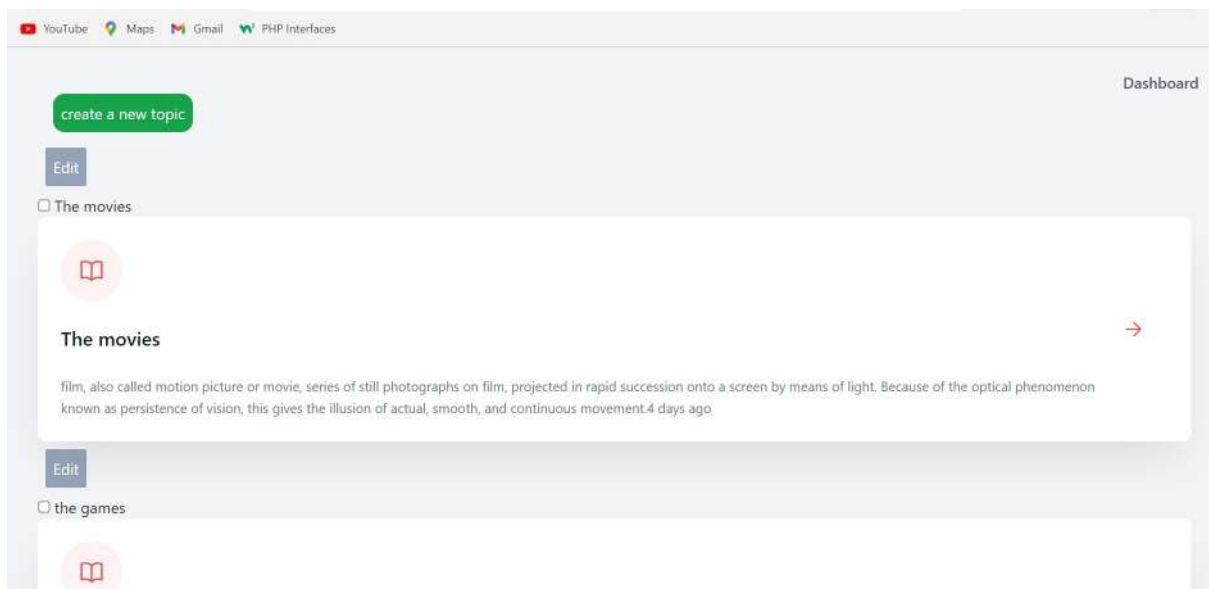 YouTube Maps Gmail PHP Interfaces
Dashboard
create a new topic
Edit
The movies
The movies
film, also called motion picture or movie, series of still photographs on film, projected in rapid succession onto a screen by means of light. Because of the optical phenomenon
known as persistence of vision, this gives the illusion of actual, smooth, and continuous movement.4 days ago
Edit
the games